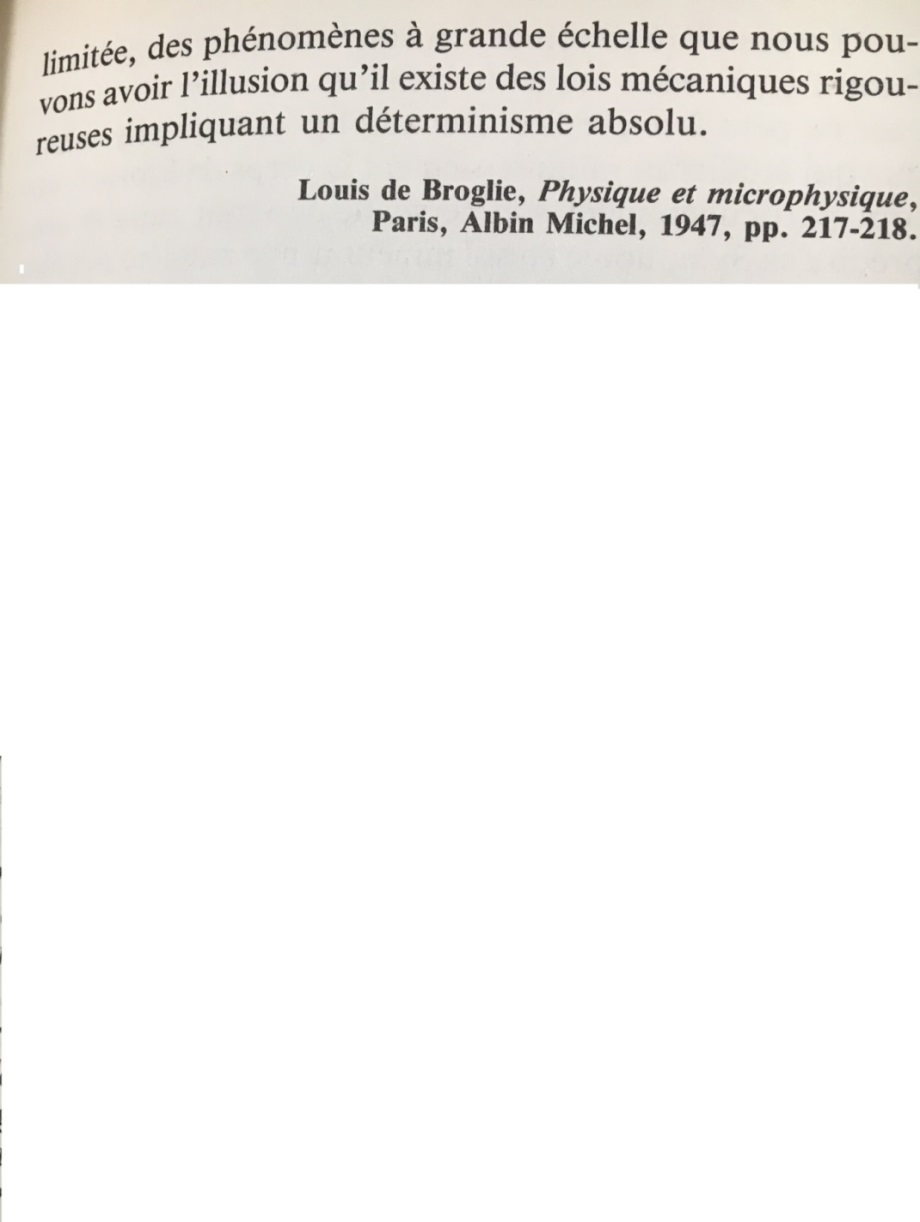 limitée, des phénomènes à grande échelle que nous pou-
vons avoir l'illusion qu'il existe des lois mécaniques rigou-
reuses impliquant un déterminisme absolu.
Louis de Broglie, Physique et microphysique,
Paris, Albin Michel, 1947, pp. 217-218.